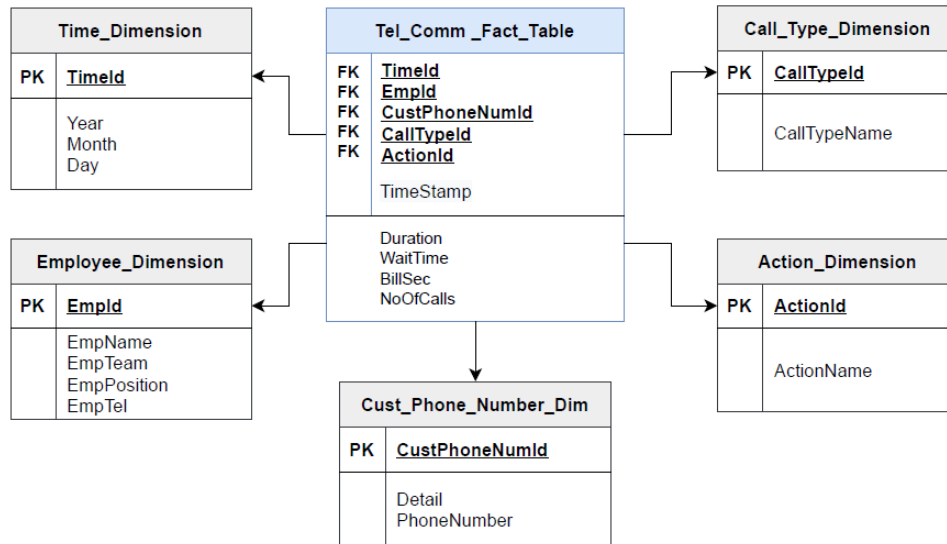 Time_Dimension
PK TimeId
Year
Month
Day
Tel_Comm _Fact_Table
FK TimeId
FK EmpId
FK CustPhoneNumId
FK CallTypeId
FK ActionId
TimeStamp
Duration
WaitTime
BillSec
NoOfCalls
Call_Type_Dimension
PK CallTypeId
CallTypeName
Employee_Dimension
PK EmpId
EmpName
EmpTeam
EmpPosition
EmpTel
Action_Dimension
PK ActionId
ActionName
Cust_Phone_Number_Dim
PK CustPhoneNumId
Detail
PhoneNumber